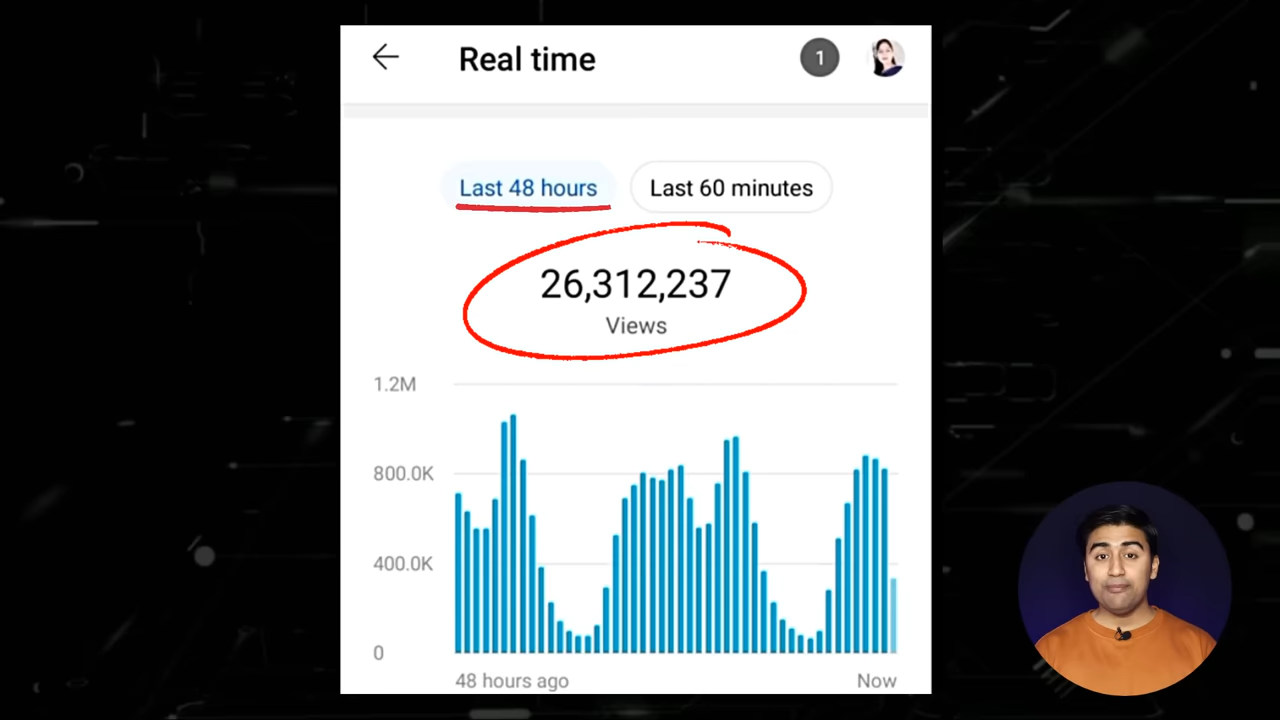 Real time
1
Last 48 hours
Last 60 minutes
26,312,237
Views
1.2M
800.0K
400.0K
0
48 hours ago
Now